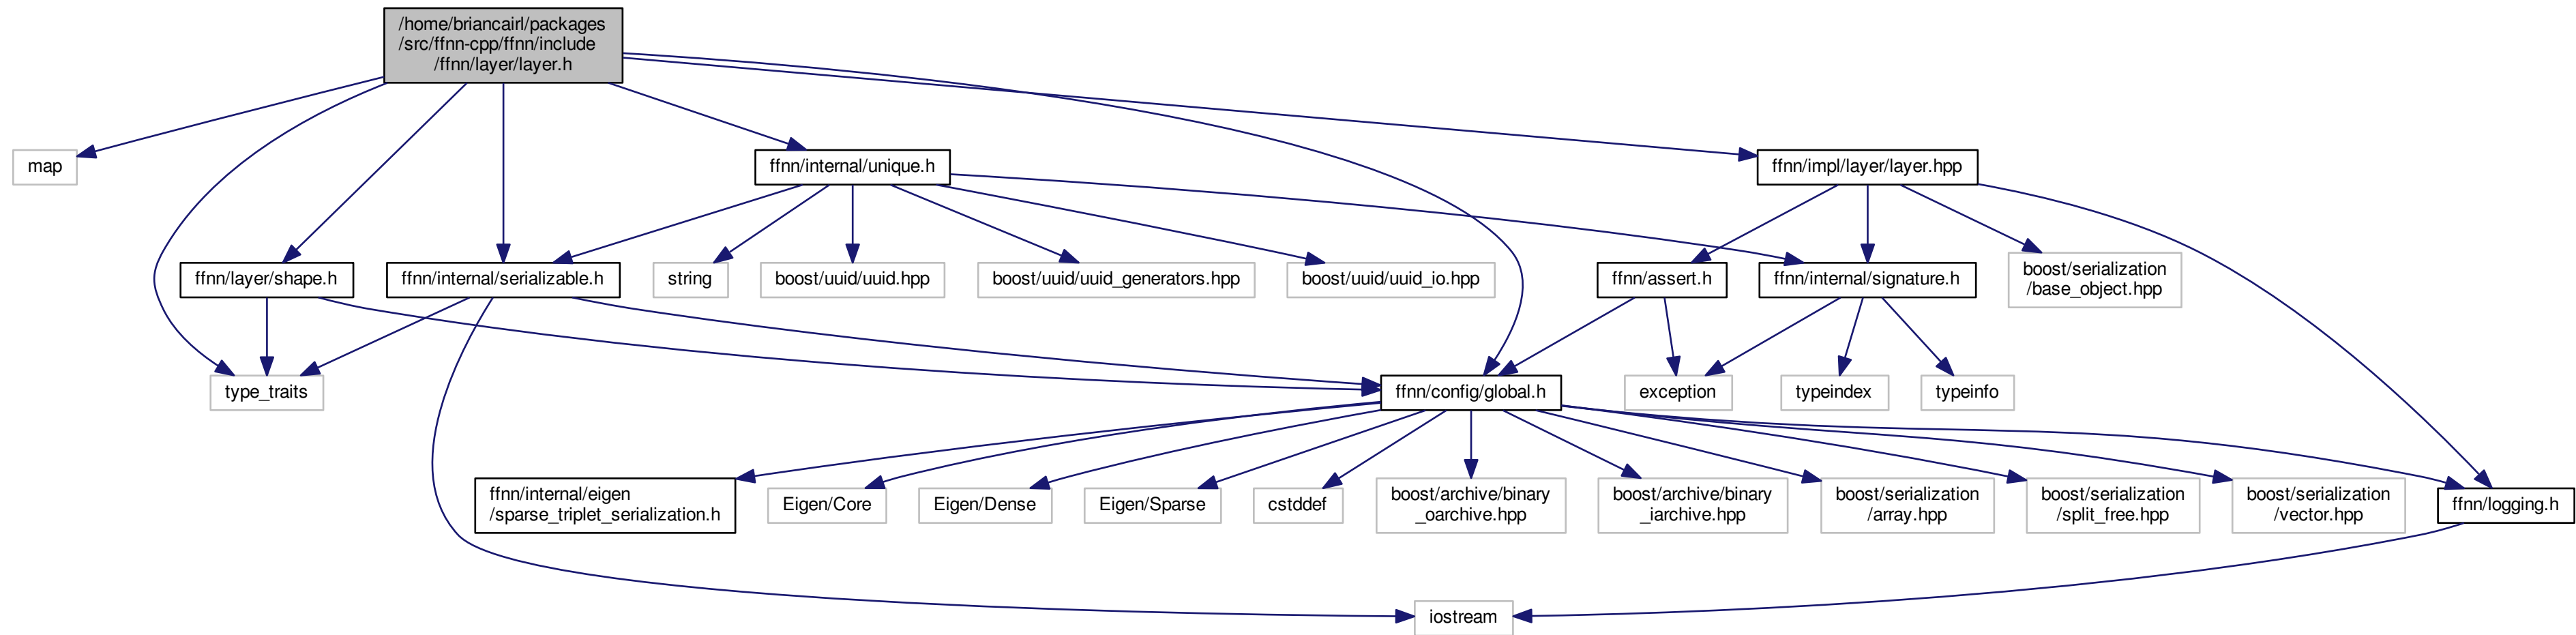 /home/briancairl/packages
/src/ffnn-cpp/ffnn/include
/ffnn/layer/layer.h
map
ffnn/internal/unique.h
ffnn/impl/layer/layer.hpp
ffnn/layer/shape.h
ffnn/internal/serializable.h
string
boost/uuid/uuid.hpp
boost/uuid/uuid_generators.hpp
boost/uuid/uuid_io.hpp
ffnn/assert.h
ffnn/internal/signature.h
boost/serialization
/base_object.hpp
type_traits
ffnn/config/global.h
exception
typeindex
typeinfo
ffnn/internal/eigen
/sparse_triplet_serialization.h
Eigen/Core
Eigen/Dense
Eigen/Sparse
cstddef
boost/archive/binary
_oarchive.hpp
boost/archive/binary
_iarchive.hpp
boost/serialization
/array.hpp
boost/serialization
/split_free.hpp
boost/serialization
/vector.hpp
ffnn/logging.h
iostream